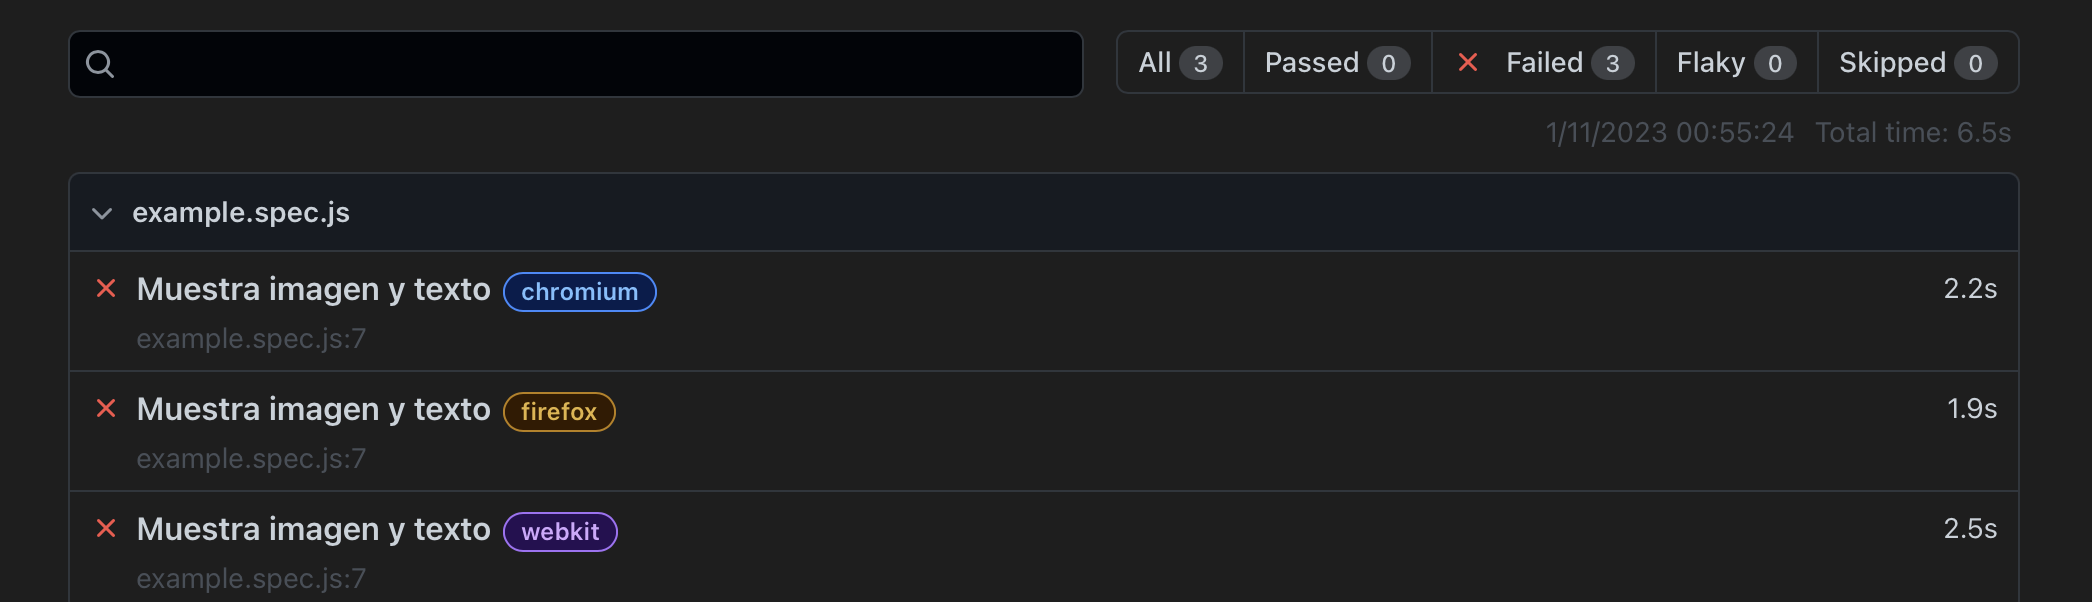 All 3 Passed 0 Failed 3 Flaky 0 Skipped 0
1/11/2023 00:55:24 Total time: 6.5s
example.spec.js
Muestra imagen y texto chromium 2.2s
example.spec.js:7
Muestra imagen y texto firefox 1.9s
example.spec.js:7
Muestra imagen y texto webkit 2.5s
example.spec.js:7